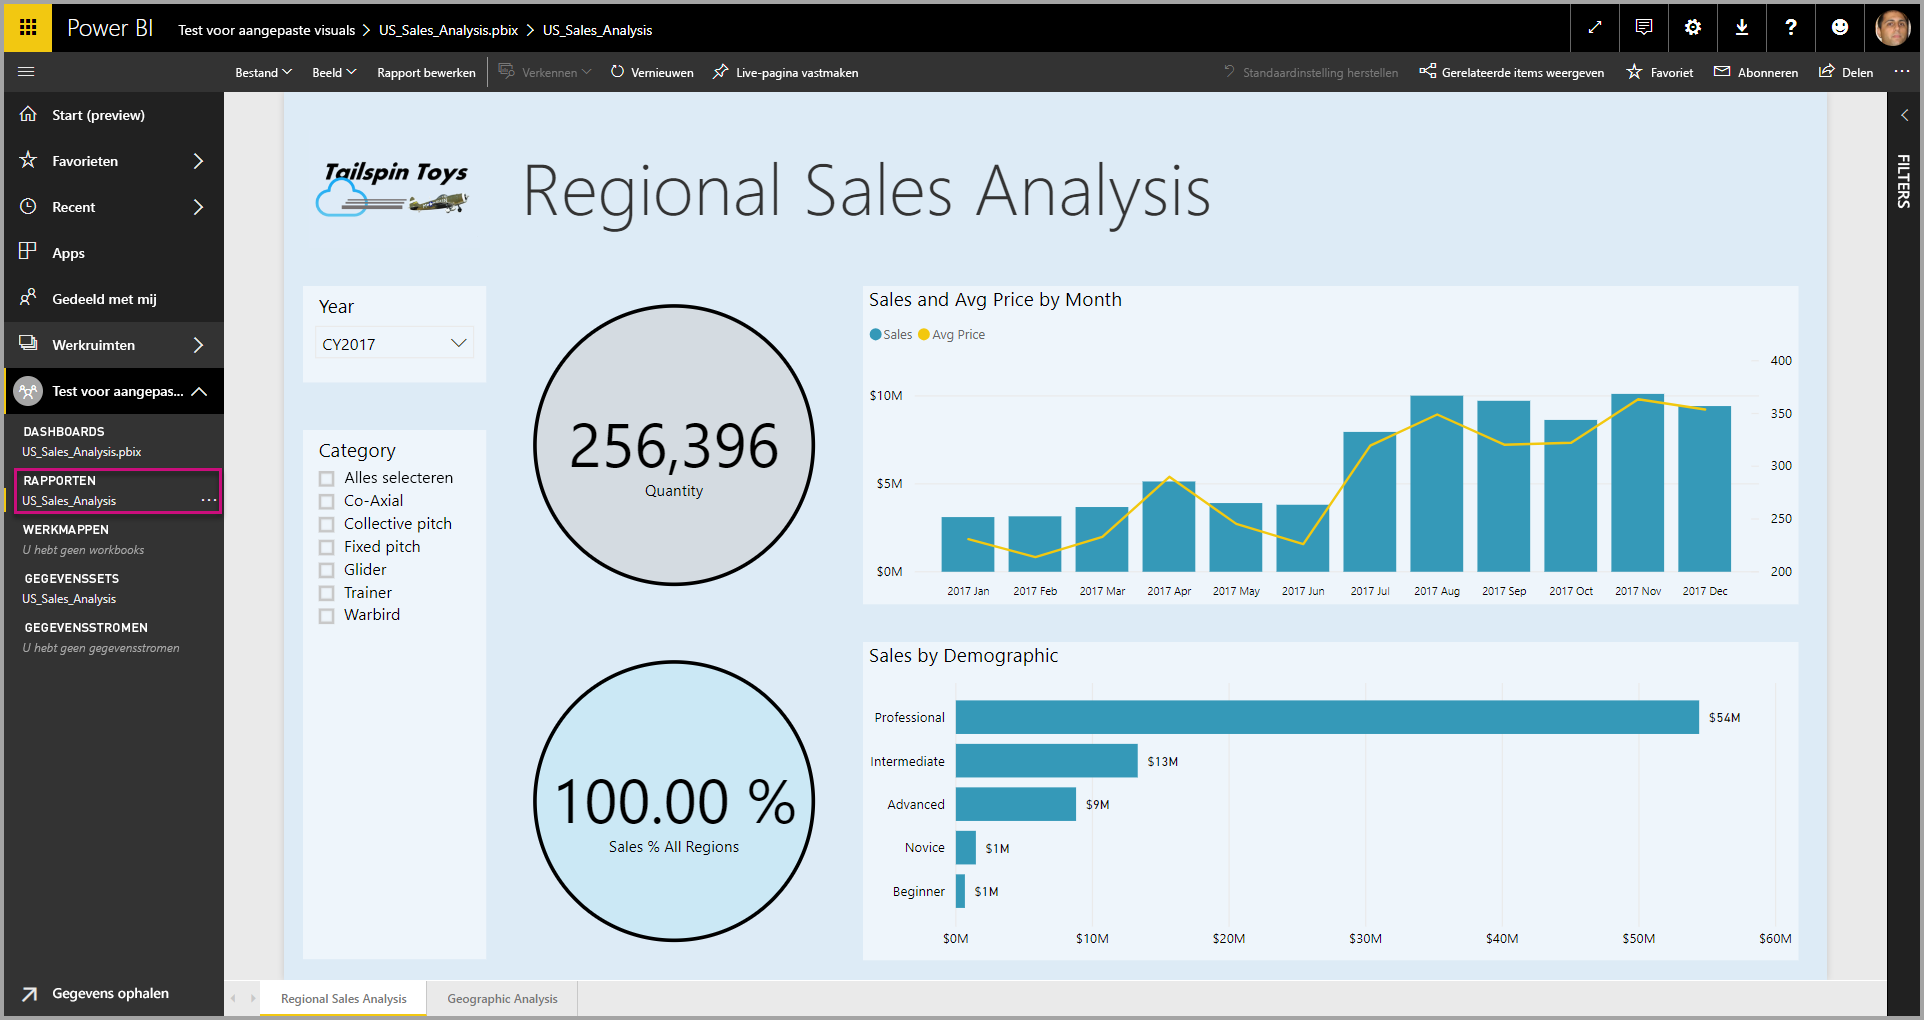 Power BI
Test voor aangepaste visuals > US_Sales_Analysis.pbix > US_Sales_Analysis
Bestand
Beeld
Rapport bewerken
Verkennen
Vernieuwen
Live-pagina vastmaken
Standaardinstelling herstellen
Gerelateerde items weergeven
Favoriet
Abonneren
Delen
Start (preview)
Favorieten
Recent
Apps
Gedeeld met mij
Werkruimten
Test voor aangepas...
DASHBOARDS
US_Sales_Analysis.pbix
RAPPORTEN
US_Sales_Analysis
WERKMAPPEN
U hebt geen workbooks
GEGEVENSSETS
US_Sales_Analysis
GEGEVENSSTROMEN
U hebt geen gegevensstromen
Gegevens ophalen
Tailspin Toys
Regional Sales Analysis
Year
CY2017
Category
Alles selecteren
Co-Axial
Collective pitch
Fixed pitch
Glider
Trainer
Warbird
256,396
Quantity
100.00 %
Sales % All Regions
Sales and Avg Price by Month
Sales Avg Price
$10M
$5M
$0M
400
350
300
250
200
2017 Jan 2017 Feb 2017 Mar 2017 Apr 2017 May 2017 Jun 2017 Jul 2017 Aug 2017 Sep 2017 Oct 2017 Nov 2017 Dec
Sales by Demographic
Professional $54M
Intermediate $13M
Advanced $9M
Novice $1M
Beginner $1M
$0M $10M $20M $30M $40M $50M $60M
FILTERS
Regional Sales Analysis
Geographic Analysis